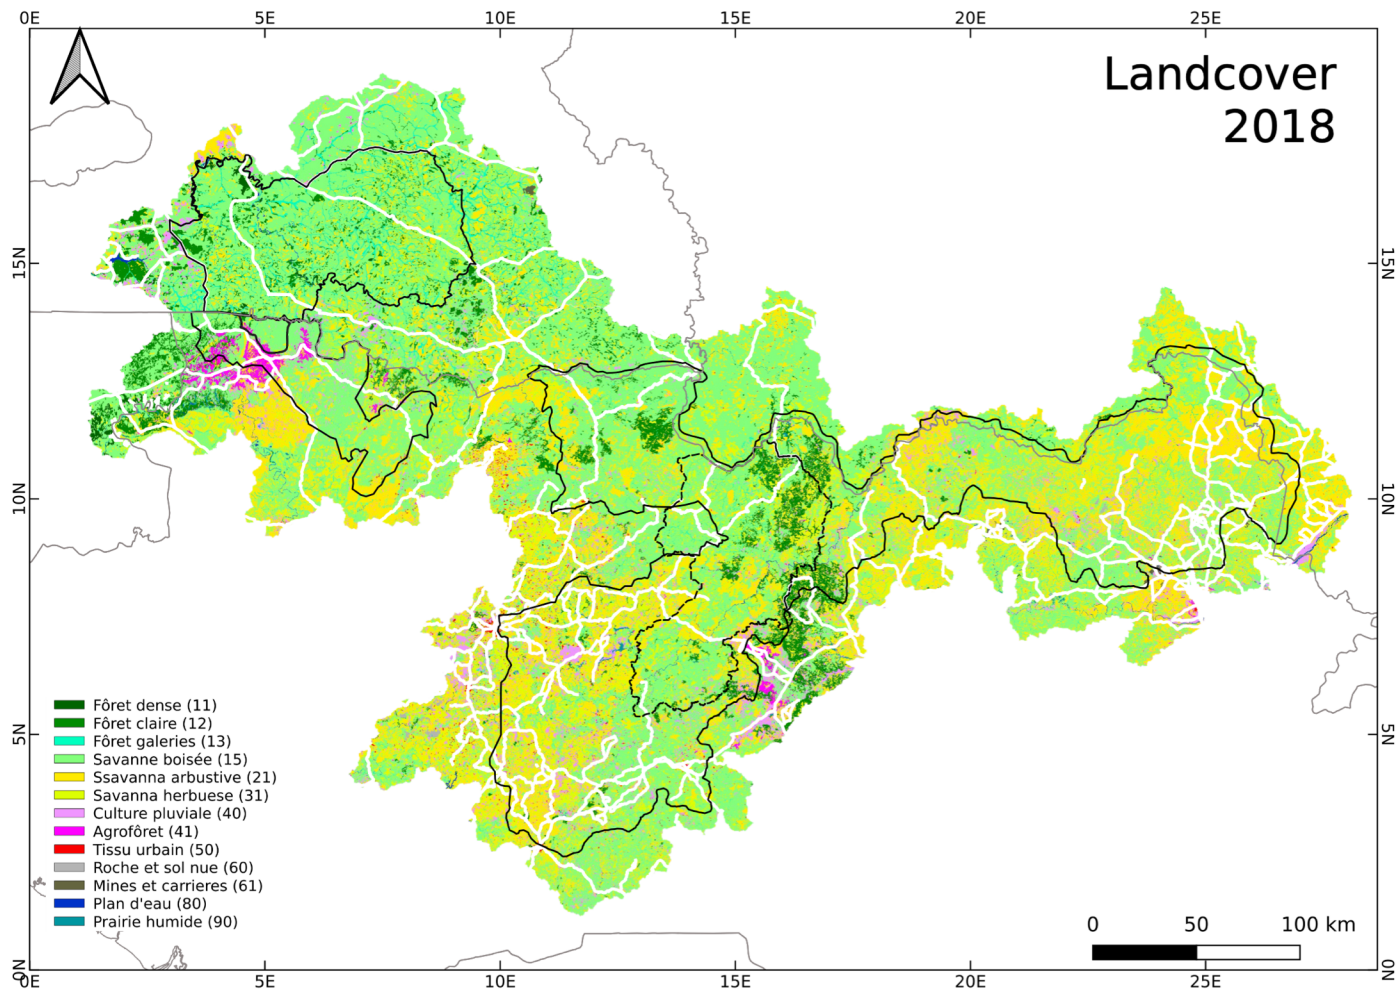 0E 5E 10E 15E 20E 25E
Landcover
2018
15N 15N
10N 10N
5N 5N
0N 0N
Fôret dense (11)
Fôret claire (12)
Fôret galeries (13)
Savanne boisée (15)
Ssavanna arbustive (21)
Savanna herbuese (31)
Culture pluviale (40)
Agrofôret (41)
Tissu urbain (50)
Roche et sol nue (60)
Mines et carrieres (61)
Plan d'eau (80)
Prairie humide (90)
0 50 100 km
0E 5E 10E 15E 20E 25E